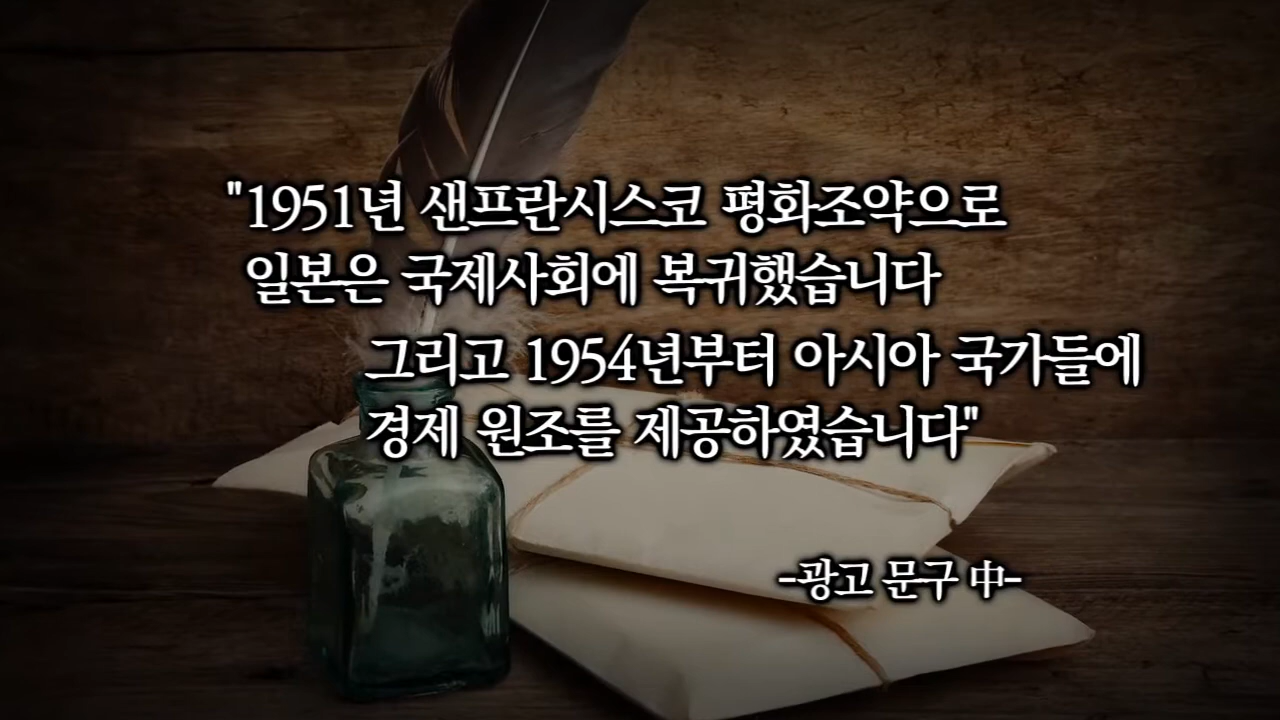 "1951년 샌프란시스코 평화조약으로
일본은 국제사회에 복귀했습니다
그리고 1954년부터 아시아 국가들에
경제 원조를 제공하였습니다"
-광고 문구 中-